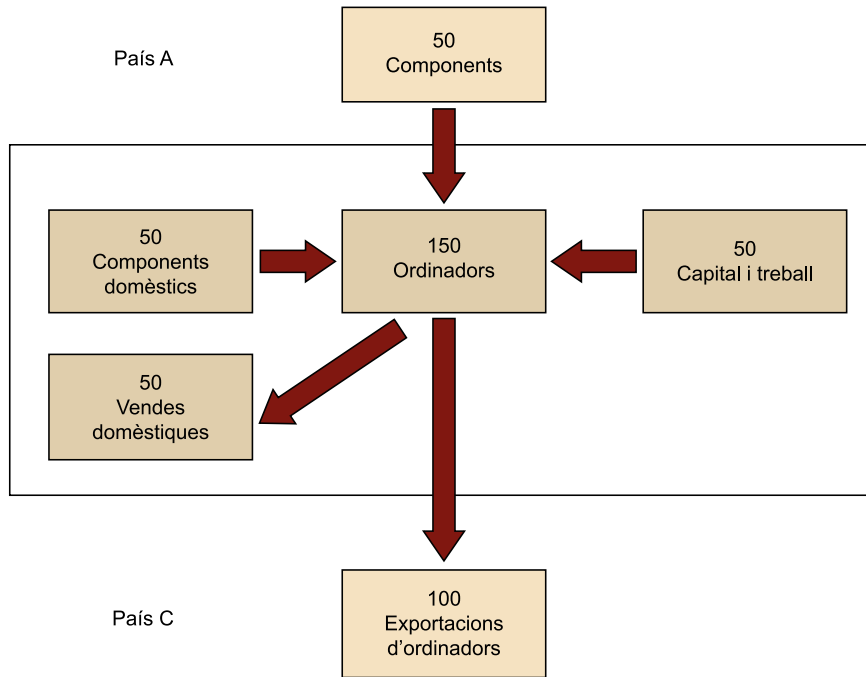 País A
50
Components
50
Components
domèstics
150
Ordinadors
50
Capital i treball
50
Vendes
domèstiques
País C
100
Exportacions
d’ordinadors